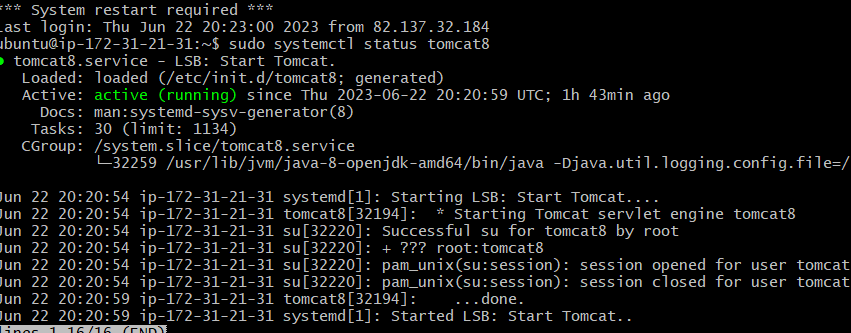 *** System restart required ***
Last login: Thu Jun 22 20:23:00 2023 from 82.137.32.184
ubuntu@ip-172-31-21-31:~$ sudo systemctl status tomcat8
● tomcat8.service - LSB: Start Tomcat.
Loaded: loaded (/etc/init.d/tomcat8; generated)
Active: active (running) since Thu 2023-06-22 20:20:59 UTC; 1h 43min ago
Docs: man:systemd-sysv-generator(8)
Tasks: 30 (limit: 1134)
CGroup: /system.slice/tomcat8.service
└─32259 /usr/lib/jvm/java-8-openjdk-amd64/bin/java -Djava.util.logging.config.file=/
Jun 22 20:20:54 ip-172-31-21-31 systemd[1]: Starting LSB: Start Tomcat....
Jun 22 20:20:54 ip-172-31-21-31 tomcat8[32194]:  * Starting Tomcat servlet engine tomcat8
Jun 22 20:20:54 ip-172-31-21-31 su[32220]: Successful su for tomcat8 by root
Jun 22 20:20:54 ip-172-31-21-31 su[32220]: + ??? root:tomcat8
Jun 22 20:20:54 ip-172-31-21-31 su[32220]: pam_unix(su:session): session opened for user tomcat
Jun 22 20:20:54 ip-172-31-21-31 su[32220]: pam_unix(su:session): session closed for user tomcat
Jun 22 20:20:59 ip-172-31-21-31 tomcat8[32194]:    ...done.
Jun 22 20:20:59 ip-172-31-21-31 systemd[1]: Started LSB: Start Tomcat..
lines 1-16/16 (END)